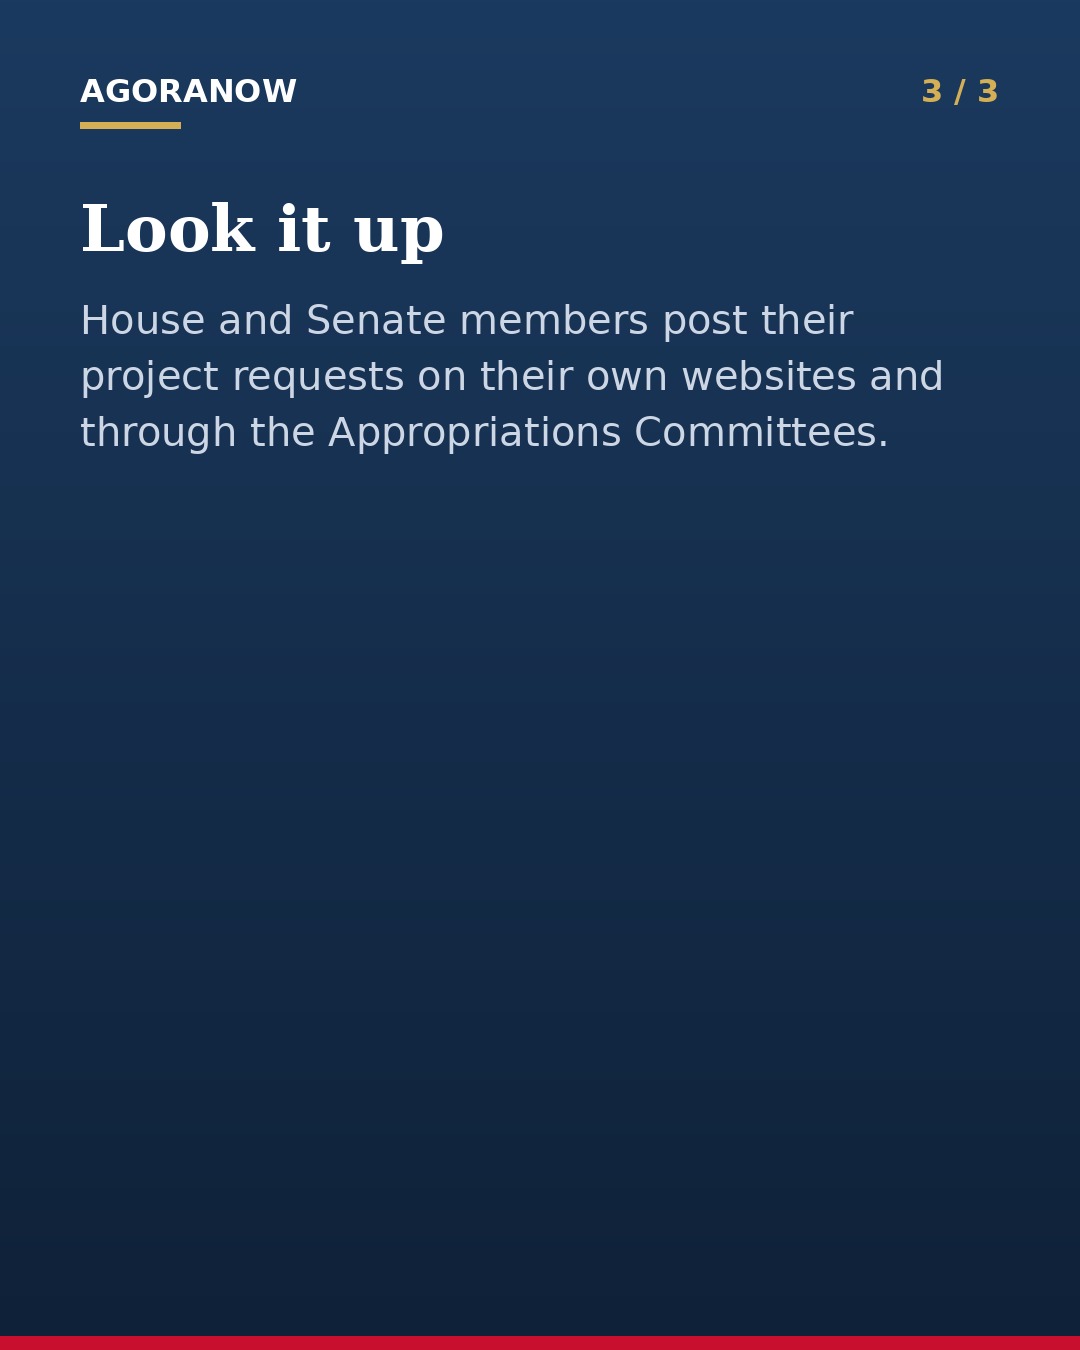 AGORANOW
3 / 3
Look it up
House and Senate members post their
project requests on their own websites and
through the Appropriations Committees.